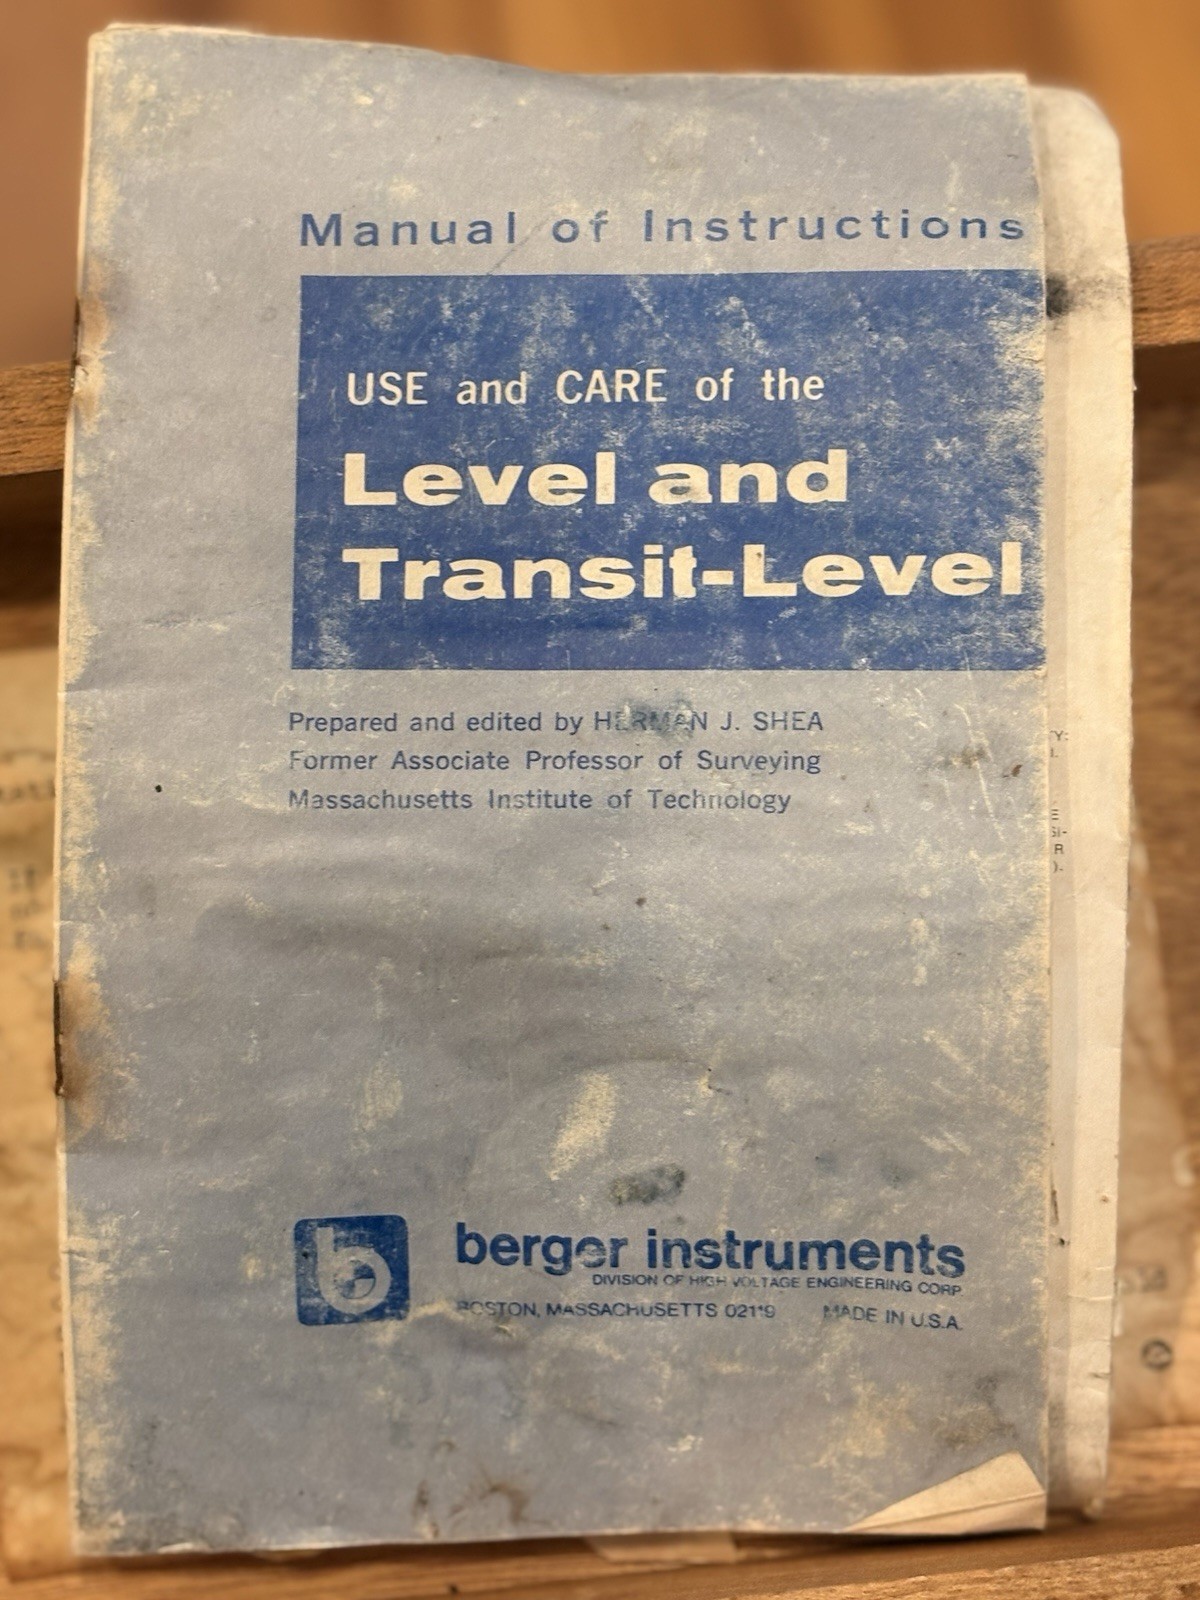 Manual of Instructions
USE and CARE of the
Level and
Transit-Level
Prepared and edited by HERMAN J. SHEA
Former Associate Professor of Surveying
Massachusetts Institute of Technology
b
berger instruments
DIVISION OF HIGH VOLTAGE ENGINEERING CORP
BOSTON, MASSACHUSETTS 02119 MADE IN U.S.A.